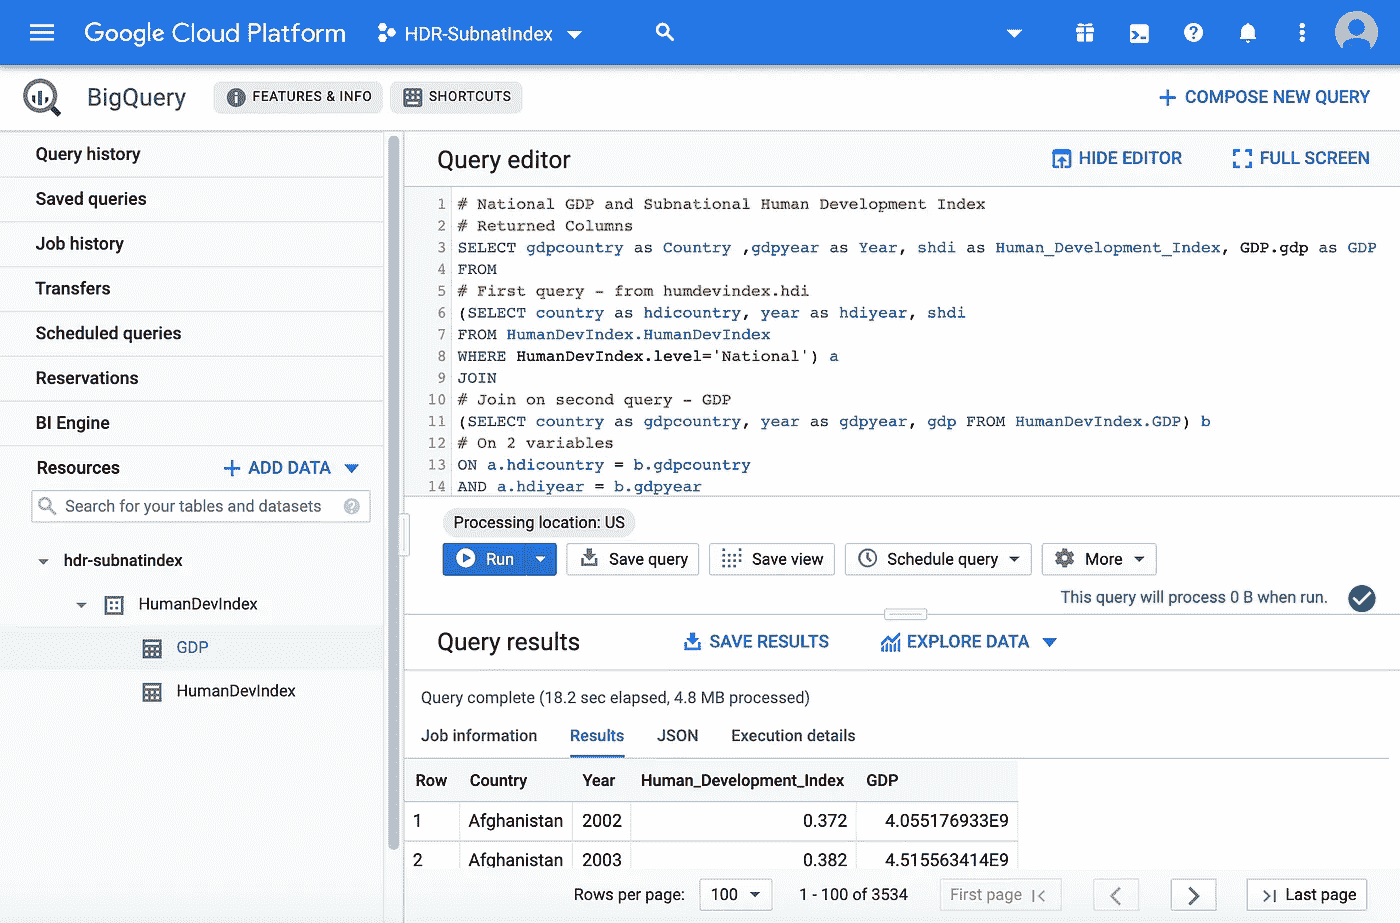 Google Cloud Platform HDR-SubnatIndex
BigQuery FEATURES & INFO SHORTCUTS + COMPOSE NEW QUERY
Query history
Saved queries
Job history
Transfers
Scheduled queries
Reservations
BI Engine
Resources + ADD DATA
Search for your tables and datasets
hdr-subnatindex
HumanDevIndex
GDP
HumanDevIndex
Query editor HIDE EDITOR FULL SCREEN
1 # National GDP and Subnational Human Development Index
2 # Returned Columns
3 SELECT gdpcountry as Country ,gdpyear as Year, shdi as Human_Development_Index, GDP.gdp as GDP
4 FROM
5 # First query - from humdevindex.hdi
6 (SELECT country as hdicountry, year as hdiyear, shdi
7 FROM HumanDevIndex.HumanDevIndex
8 WHERE HumanDevIndex.level='National') a
9 JOIN
10 # Join on second query - GDP
11 (SELECT country as gdpcountry, year as gdpyear, gdp FROM HumanDevIndex.GDP) b
12 # On 2 variables
13 ON a.hdicountry = b.gdpcountry
14 AND a.hdiyear = b.gdpyear
Processing location: US
Run Save query Save view Schedule query More
This query will process 0 B when run.
Query results SAVE RESULTS EXPLORE DATA
Query complete (18.2 sec elapsed, 4.8 MB processed)
Job information Results JSON Execution details
Row Country Year Human_Development_Index GDP
1 Afghanistan 2002 0.372 4.055176933E9
2 Afghanistan 2003 0.382 4.515563414E9
Rows per page: 100 1 - 100 of 3534 First page |< < > >| Last page